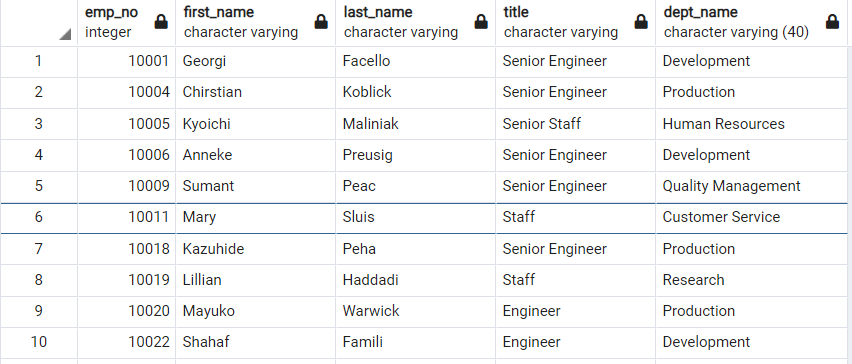 emp_no first_name last_name title dept_name
integer character varying character varying character varying character varying (40)
1 10001 Georgi Facello Senior Engineer Development
2 10004 Chirstian Koblick Senior Engineer Production
3 10005 Kyoichi Maliniak Senior Staff Human Resources
4 10006 Anneke Preusig Senior Engineer Development
5 10009 Sumant Peac Senior Engineer Quality Management
6 10011 Mary Sluis Staff Customer Service
7 10018 Kazuhide Peha Senior Engineer Production
8 10019 Lillian Haddadi Staff Research
9 10020 Mayuko Warwick Engineer Production
10 10022 Shahaf Famili Engineer Development